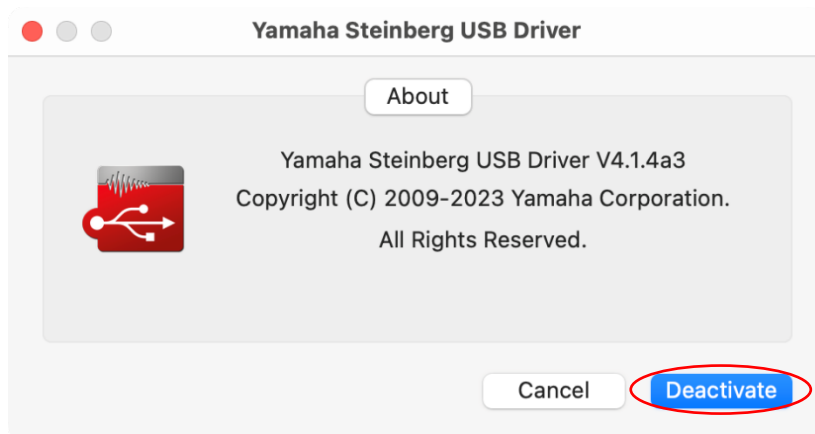 Yamaha Steinberg USB Driver
About
Yamaha Steinberg USB Driver V4.1.4a3
Copyright (C) 2009-2023 Yamaha Corporation.
All Rights Reserved.
Cancel
Deactivate